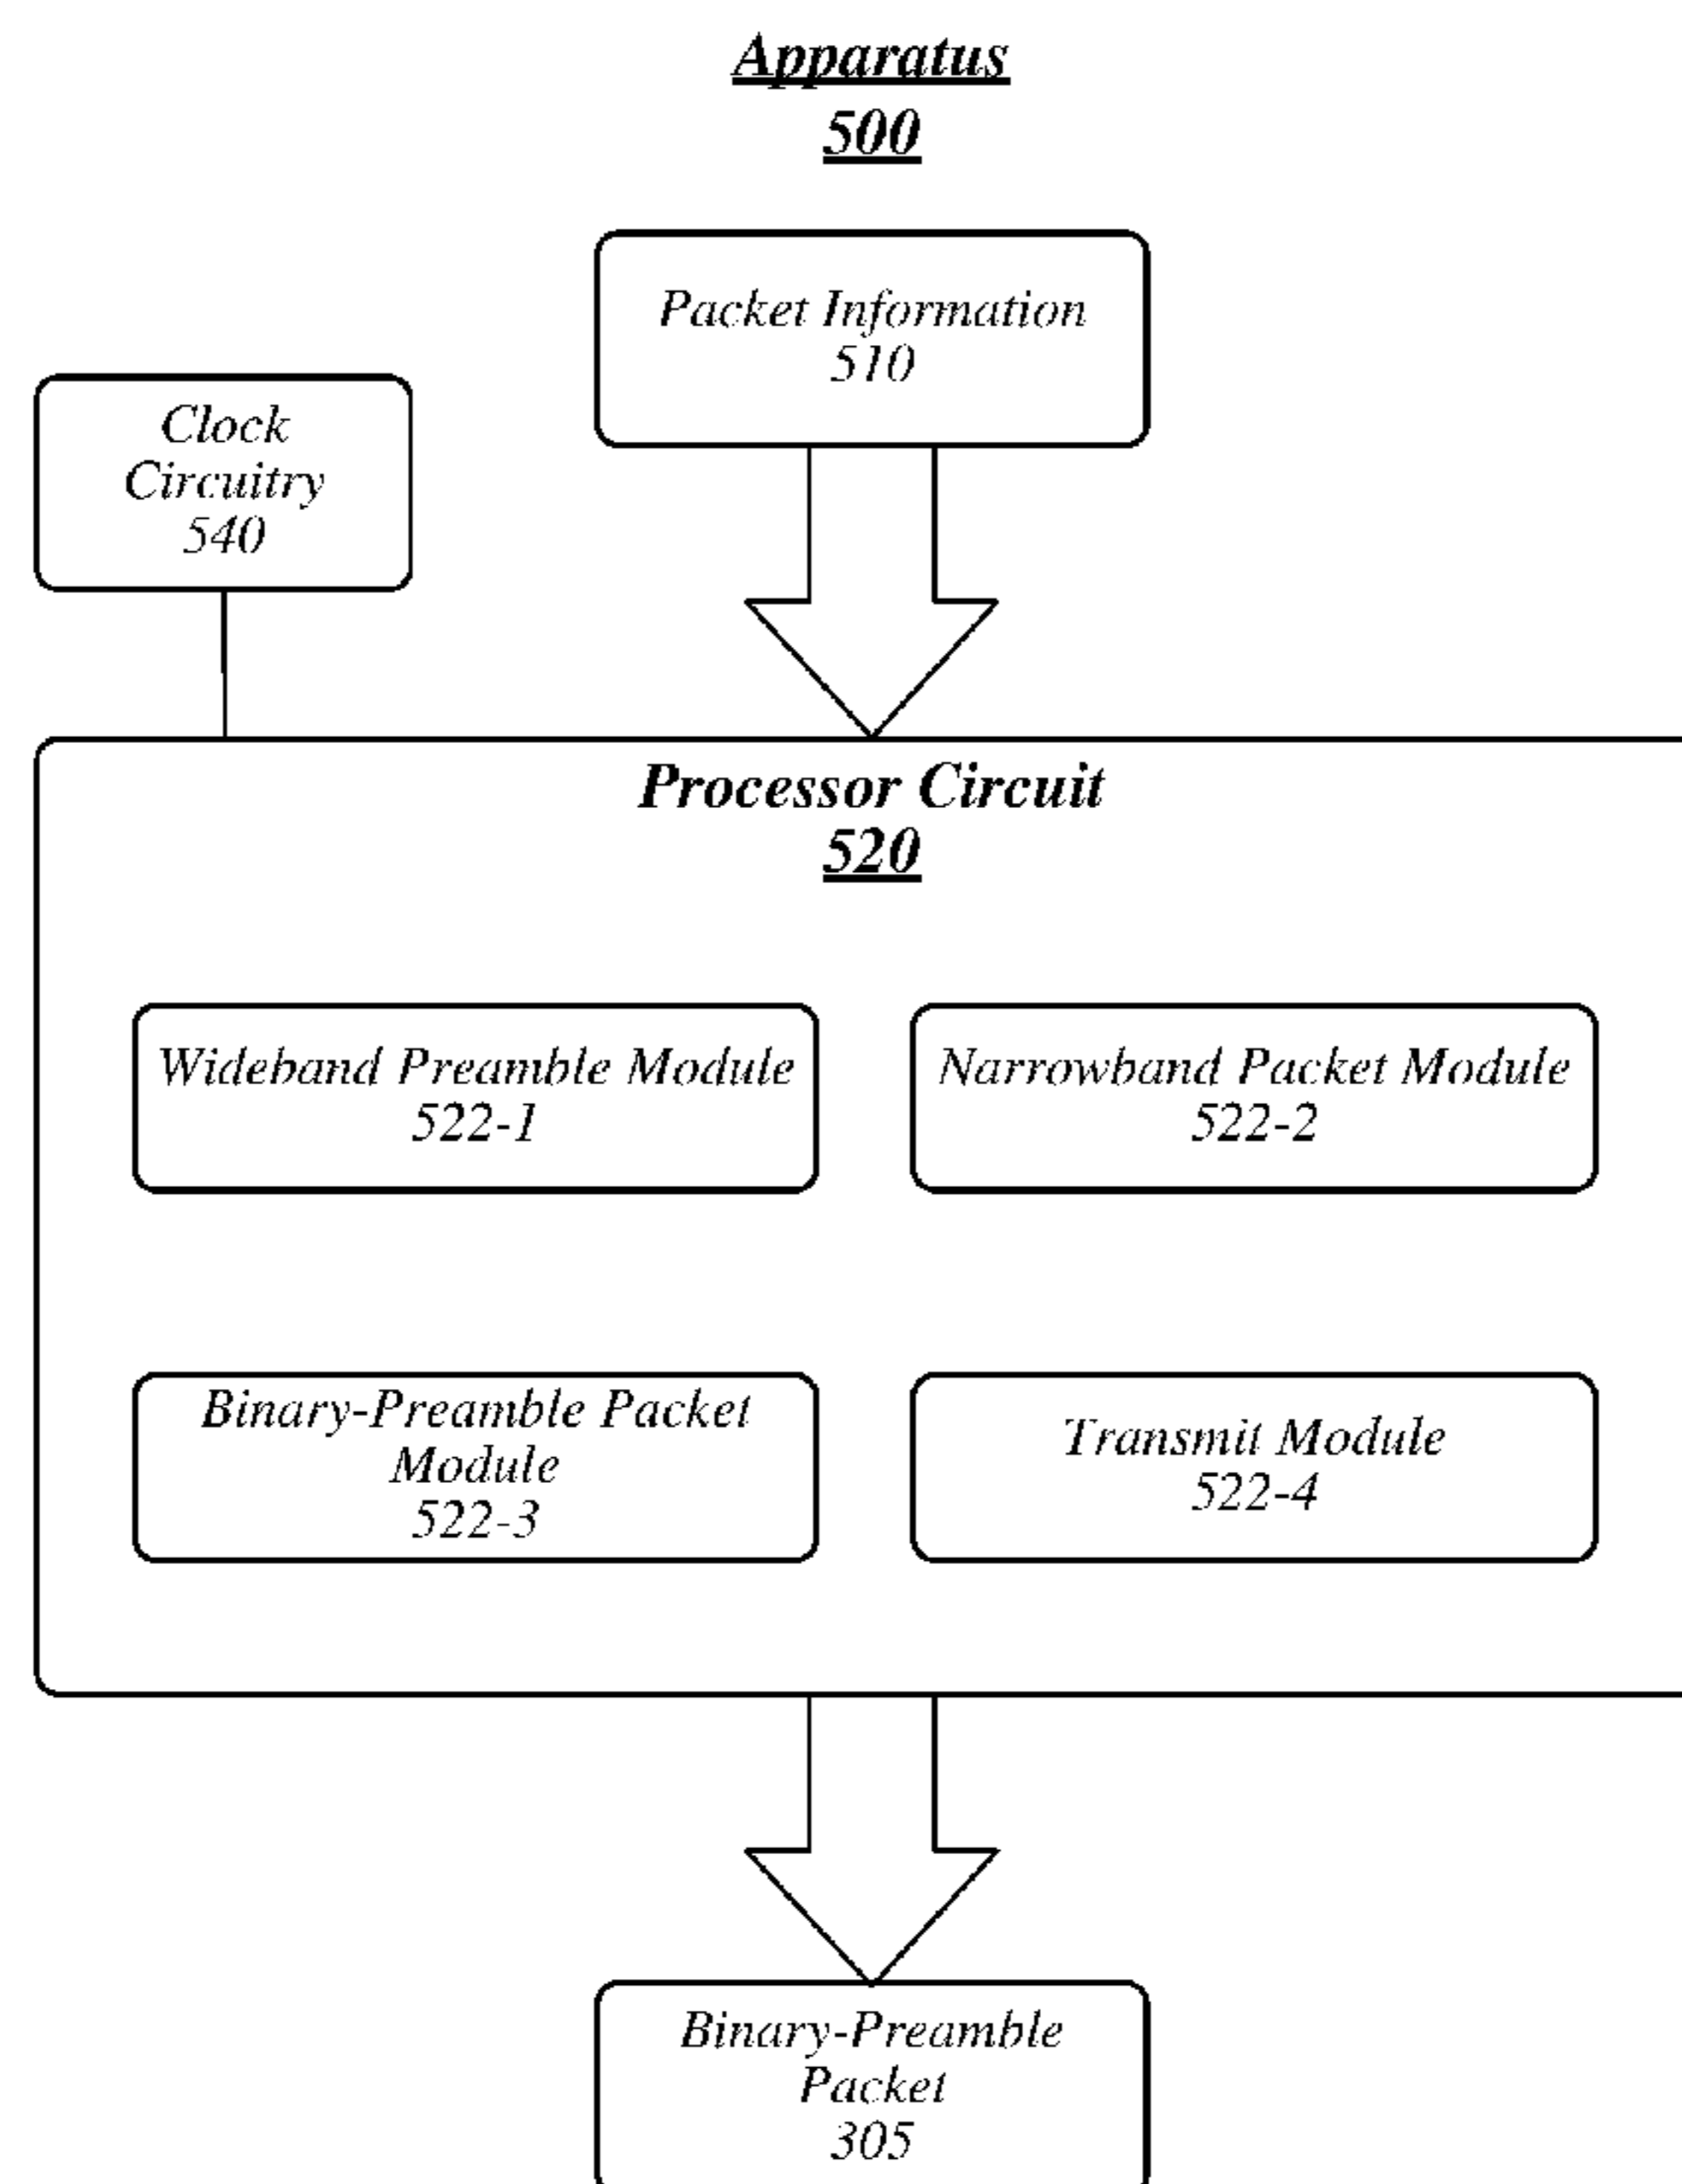 Apparatus
500
Packet Information
510
Clock
Circuitry
540
Processor Circuit
520
Wideband Preamble Module
522-1
Narrowband Packet Module
522-2
Binary-Preamble Packet
Module
522-3
Transmit Module
522-4
Binary-Preamble
Packet
305